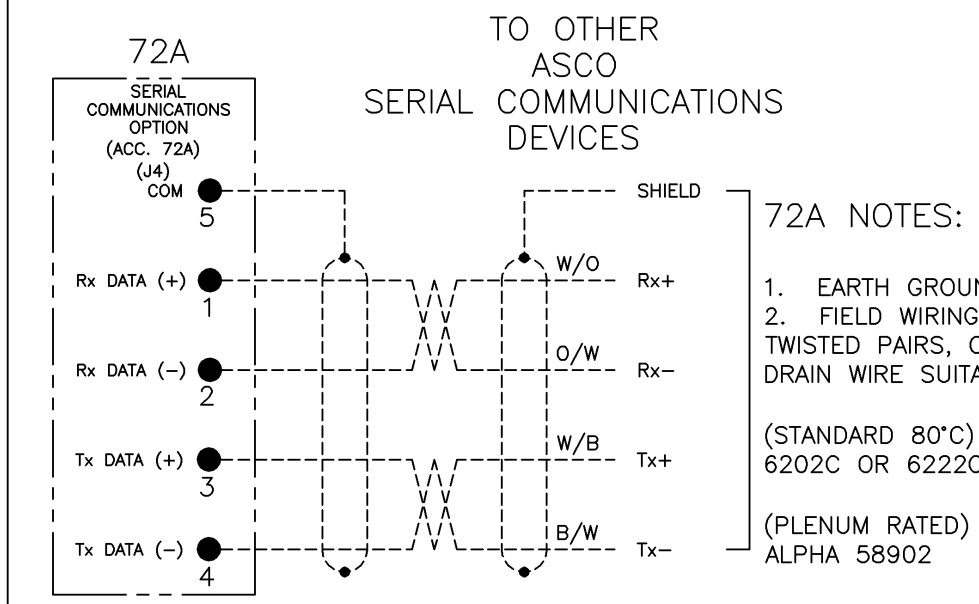 72A
SERIAL
COMMUNICATIONS
OPTION
(ACC. 72A)
(J4)
COM
5
Rx DATA (+)
1
Rx DATA (-)
2
Tx DATA (+)
3
Tx DATA (-)
4
TO OTHER
ASCO
SERIAL COMMUNICATIONS
DEVICES
SHIELD
W/O
Rx+
O/W
Rx-
W/B
Tx+
B/W
Tx-
72A NOTES:
1. EARTH
2. FIELD WIRING
TWISTED PAIRS,
DRAIN WIRE
(STANDARD 80°C)
6202C OR 6222C
(PLENUM RATED)
ALPHA 58902